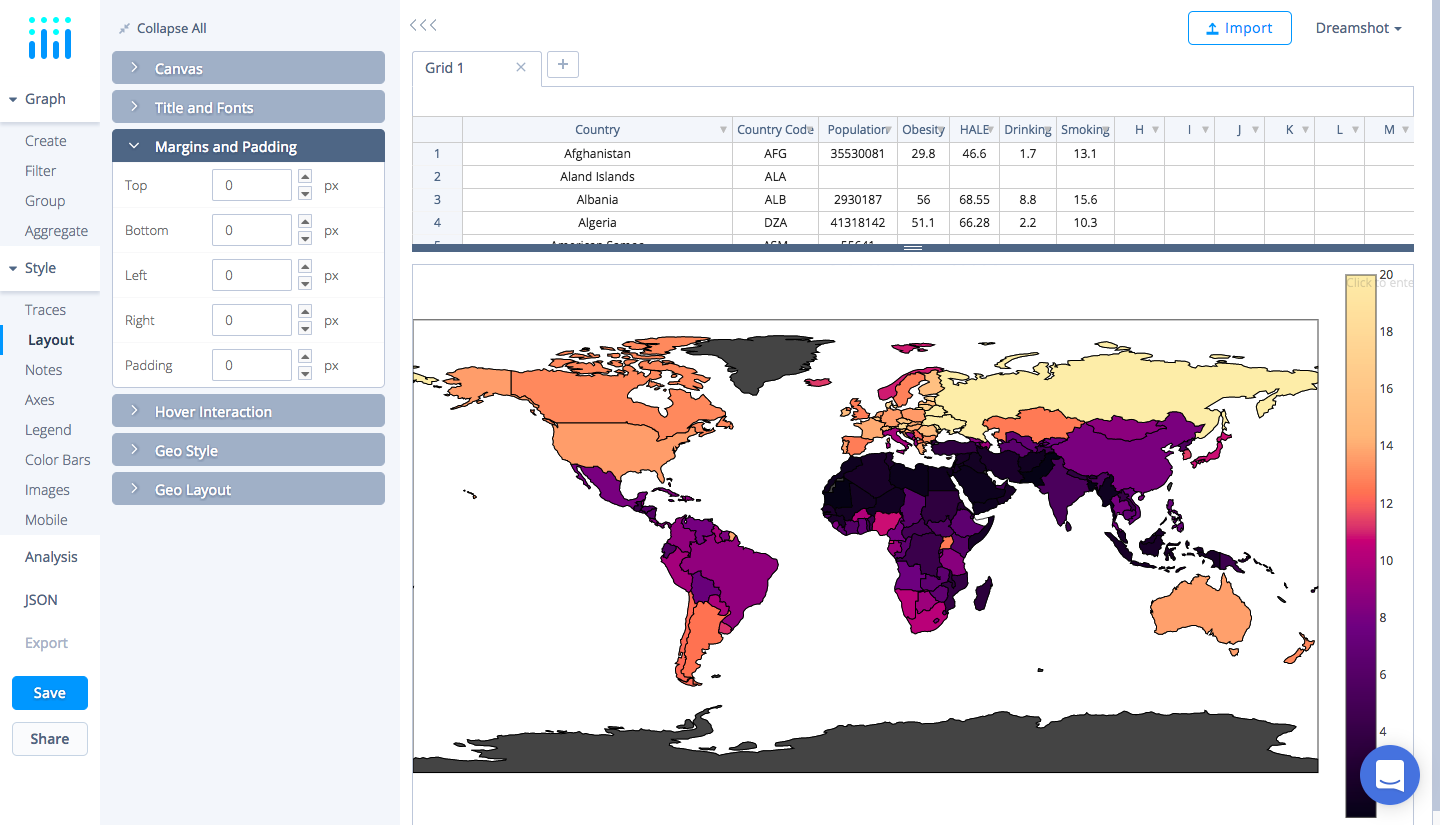 Collapse All
Import
Dreamshot
Grid 1
+
Graph
Create
Filter
Group
Aggregate
Style
Traces
Layout
Notes
Axes
Legend
Color Bars
Images
Mobile
Analysis
JSON
Export
Save
Share
Canvas
Title and Fonts
Margins and Padding
Top 0 px
Bottom 0 px
Left 0 px
Right 0 px
Padding 0 px
Hover Interaction
Geo Style
Geo Layout
Country Country Code Population Obesity HALE Drinking Smoking H I J K L M
1 Afghanistan AFG 35530081 29.8 46.6 1.7 13.1
2 Aland Islands ALA
3 Albania ALB 2930187 56 68.55 8.8 15.6
4 Algeria DZA 41318142 51.1 66.28 2.2 10.3
Click to ente
20
18
16
14
12
10
8
6
4